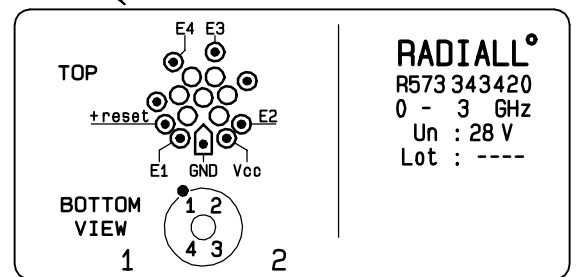 E4 E3
TOP
+reset
E2
E1 GND Vcc
BOTTOM
VIEW
1 2
4 3
1 2
RADIALL°
R573 343420
0 - 3 GHz
Un : 28 V
Lot : ----